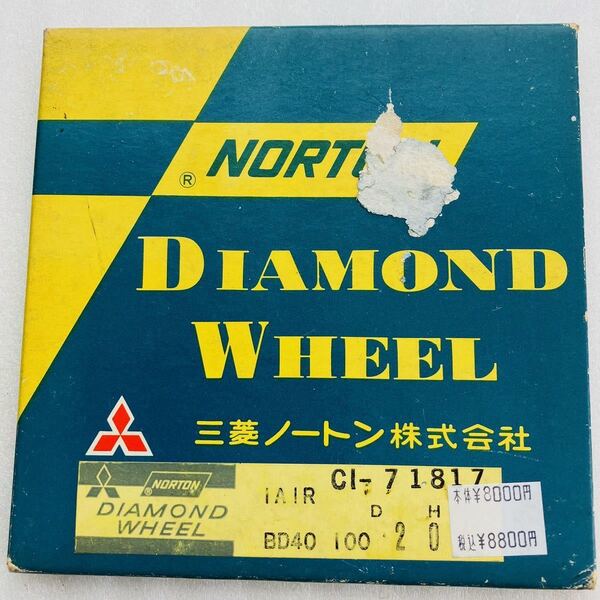 ® NORTON
DIAMOND
WHEEL
三菱ノートン株式会社
NORTON
DIAMOND
WHEEL
1A1R CI-71817
D H
BD40 100 20
本体¥8000円
税込¥8800円